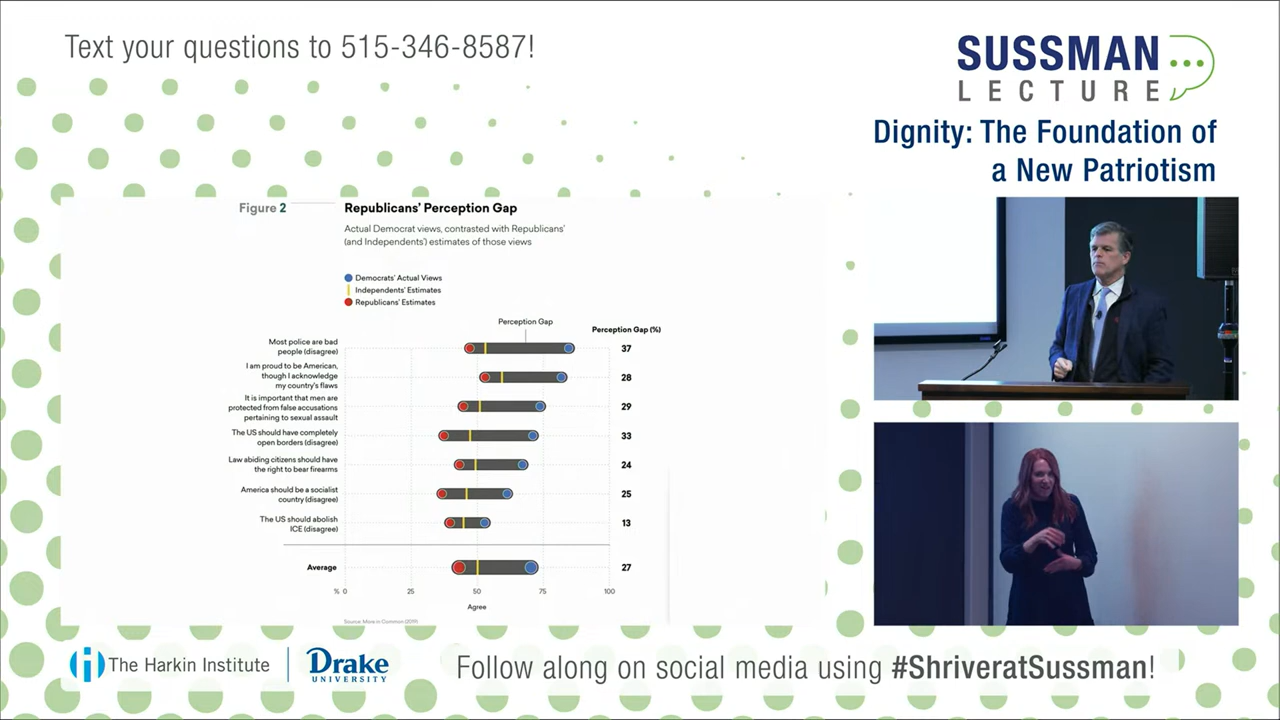 Text your questions to 515-346-8587!
SUSSMAN
LECTURE
Dignity: The Foundation of
a New Patriotism
Figure 2
Republicans' Perception Gap
Actual Democrat views, contrasted with Republicans'
(and Independents') estimates of those views
Democrats' Actual Views
Independents' Estimates
Republicans' Estimates
Perception Gap
Perception Gap (%)
Most police are bad
people (disagree)
37
I am proud to be American,
though I acknowledge
my country's flaws
28
It is important that men are
protected from false accusations
pertaining to sexual assault
29
The US should have completely
open borders (disagree)
33
Law abiding citizens should have
the right to bear firearms
24
America should be a socialist
country (disagree)
25
The US should abolish
ICE (disagree)
13
Average
27
% 0 25 50 75 100
Agree
Source: More in Common (2019)
The Harkin Institute
Drake
UNIVERSITY
Follow along on social media using #ShriveratSussman!